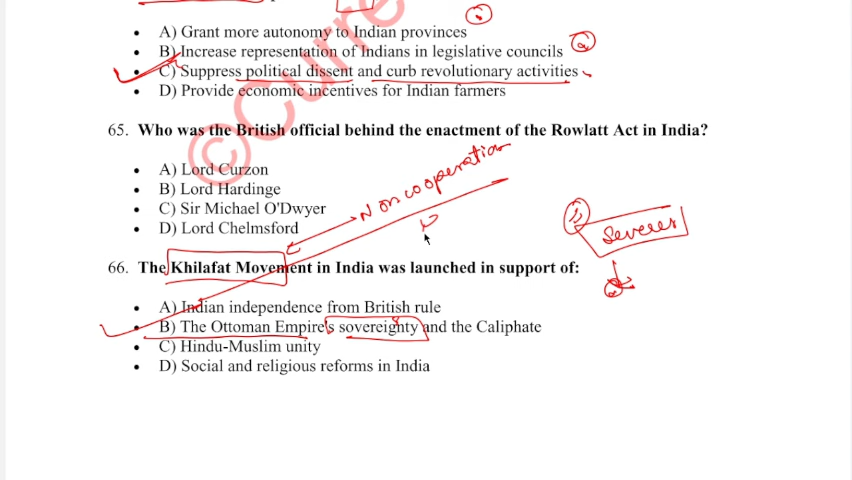 A) Grant more autonomy to Indian provinces
B) Increase representation of Indians in legislative councils
C) Suppress political dissent and curb revolutionary activities
D) Provide economic incentives for Indian farmers
65. Who was the British official behind the enactment of the Rowlatt Act in India?
A) Lord Curzon
B) Lord Hardinge
C) Sir Michael O'Dwyer
D) Lord Chelmsford
Non cooperation
Severes
66. The Khilafat Movement in India was launched in support of:
A) Indian independence from British rule
B) The Ottoman Empire's sovereignty and the Caliphate
C) Hindu-Muslim unity
D) Social and religious reforms in India
©Curre